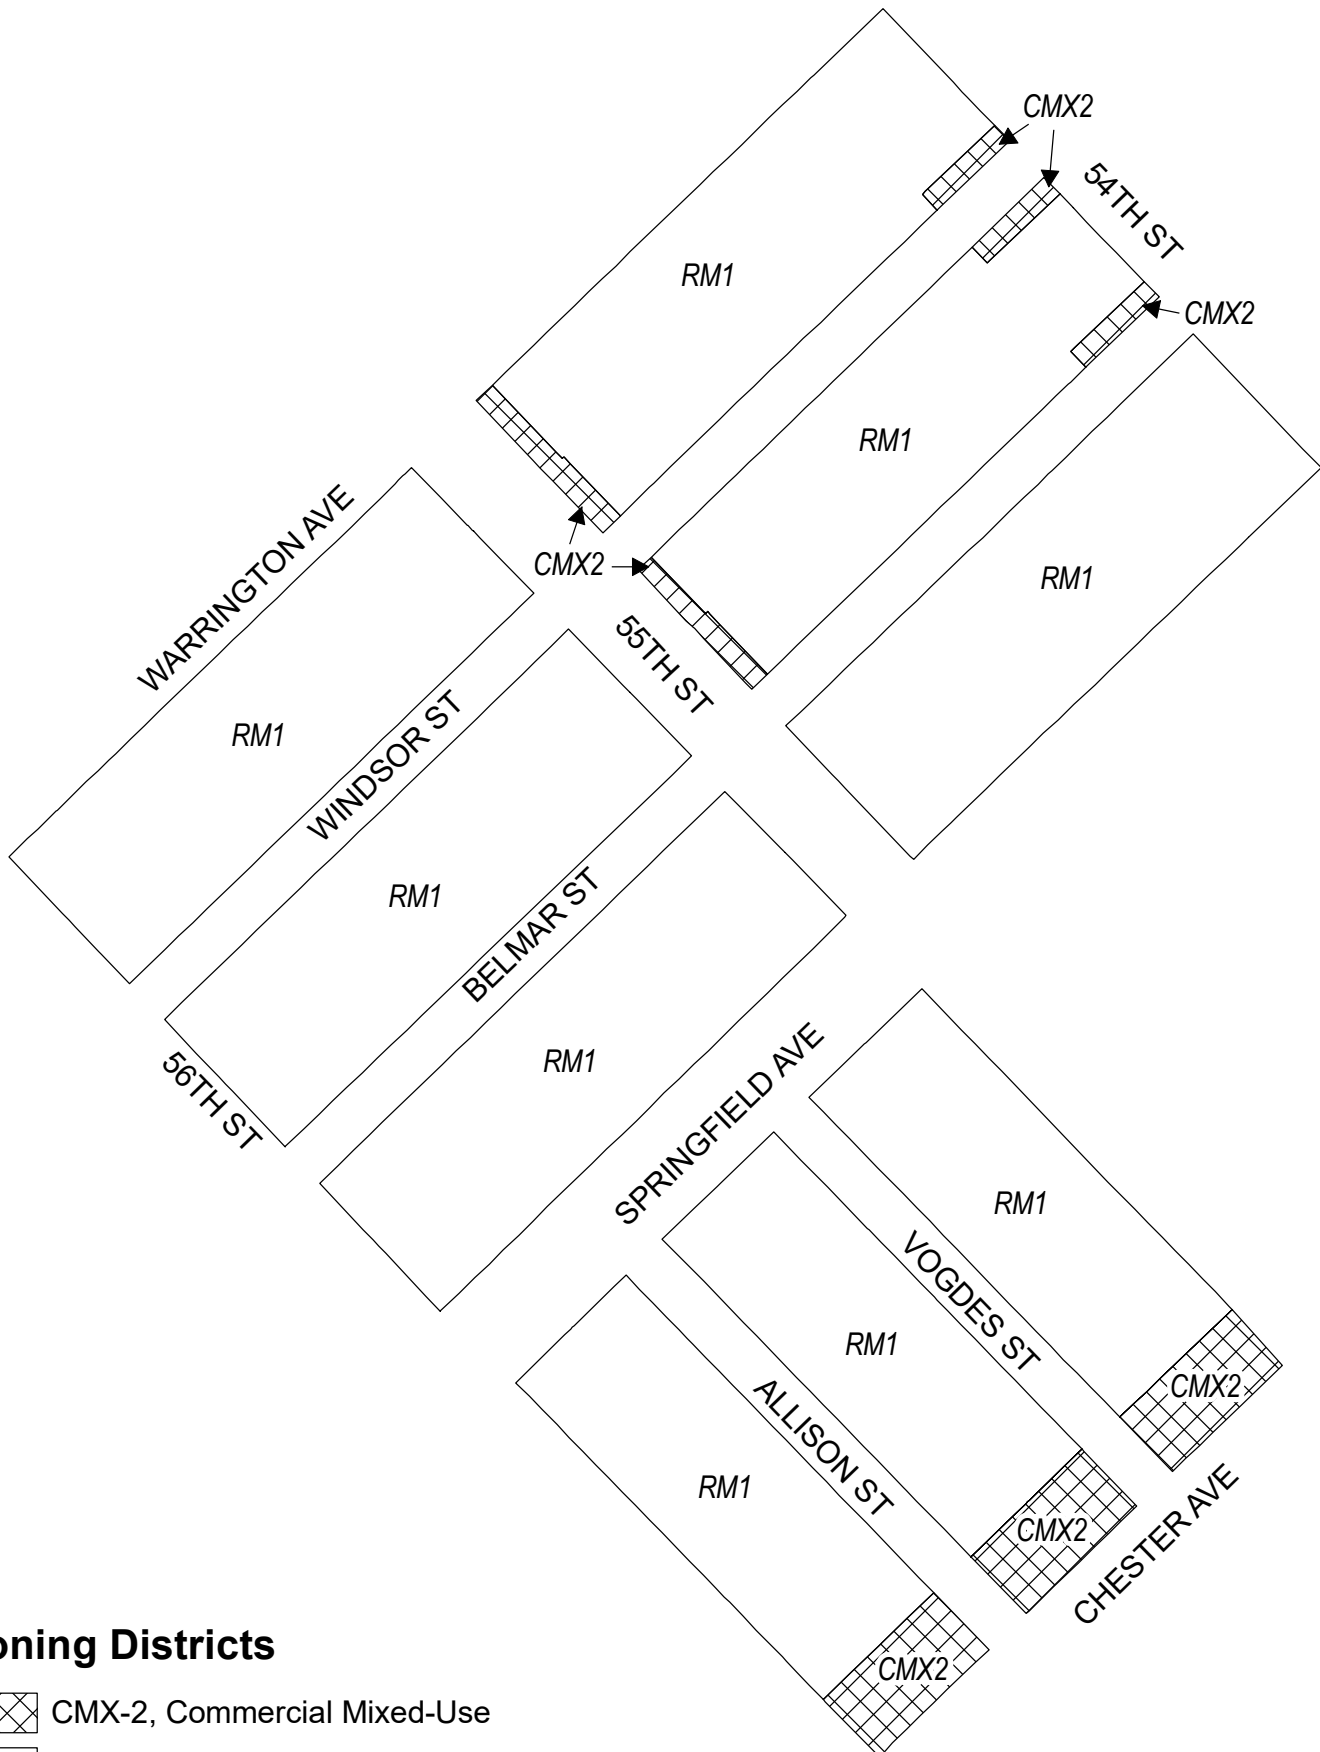 CMX2
54TH ST
RM1
CMX2
RM1
WARRINGTON AVE
CMX2
RM1
55TH ST
RM1
WINDSOR ST
RM1
BELMAR ST
RM1
56TH ST
SPRINGFIELD AVE
RM1
VOGDES ST
RM1
CMX2
ALLISON ST
RM1
CMX2
CHESTER AVE
CMX2
oning Districts
CMX-2, Commercial Mixed-Use